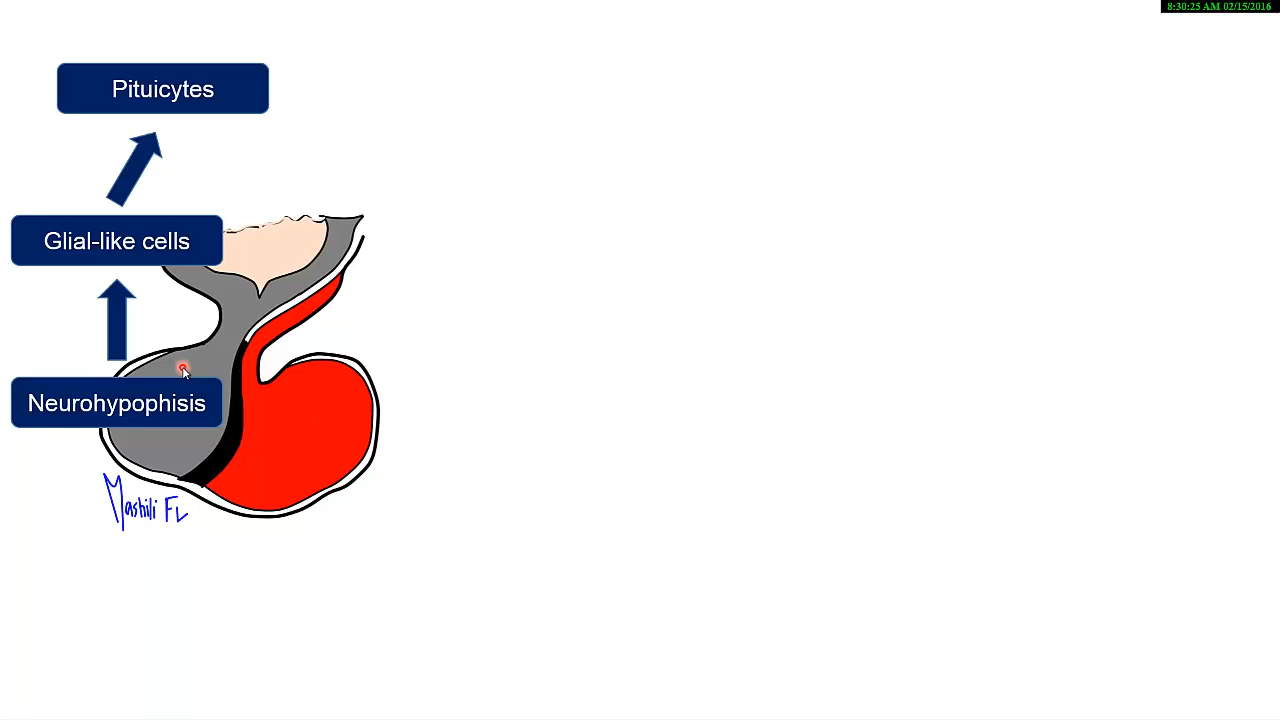 8:30:25 AM 02/15/2016
Pituicytes
Glial-like cells
Neurohypophisis
Mashili FL